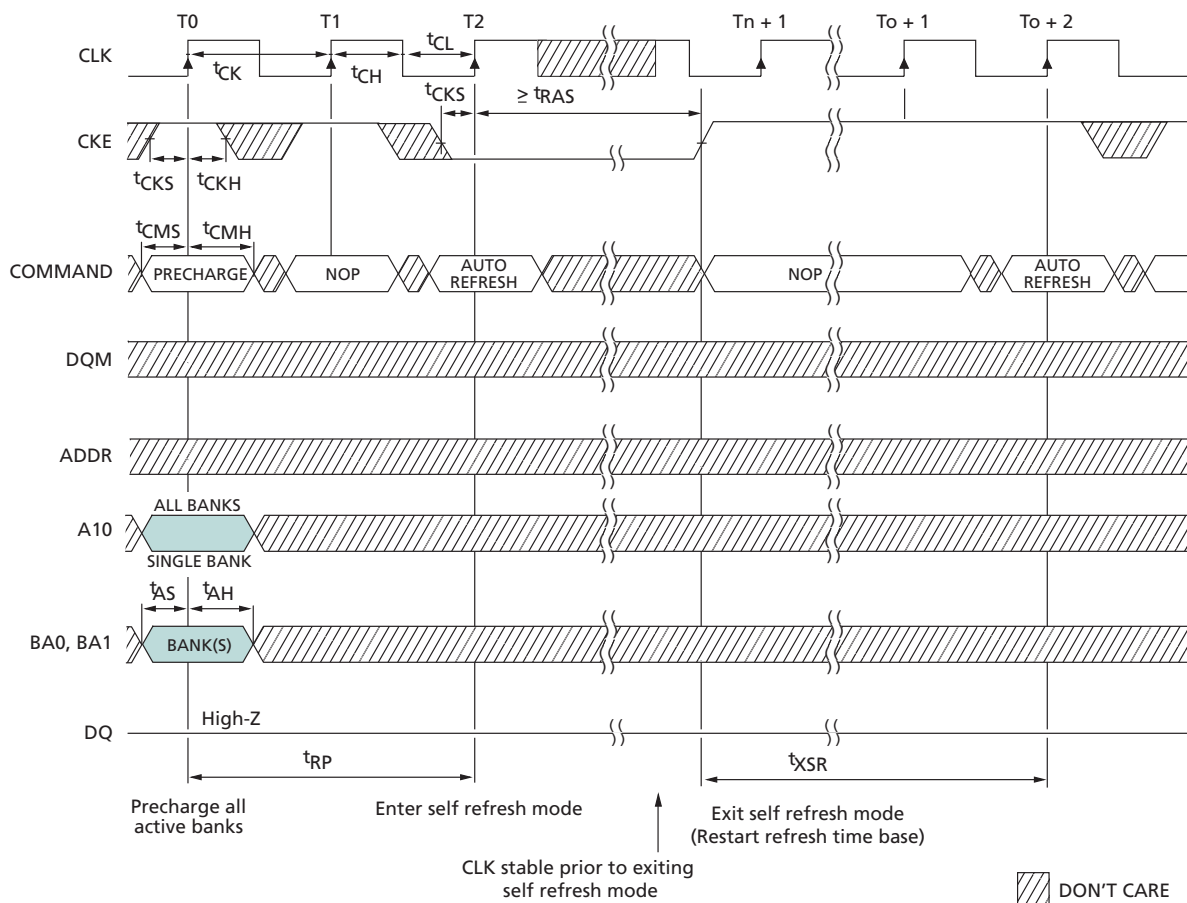 T0 T1 T2 Tn + 1 To + 1 To + 2
CLK
tCK tCH tCL
tCKS ≥ tRAS
CKE
tCKS tCKH
tCMS tCMH
COMMAND PRECHARGE NOP AUTO REFRESH NOP AUTO REFRESH
DQM
ADDR
ALL BANKS
A10
SINGLE BANK
tAS tAH
BA0, BA1 BANK(S)
High-Z
DQ
tRP tXSR
Precharge all
active banks
Enter self refresh mode
Exit self refresh mode
(Restart refresh time base)
CLK stable prior to exiting
self refresh mode
DON'T CARE